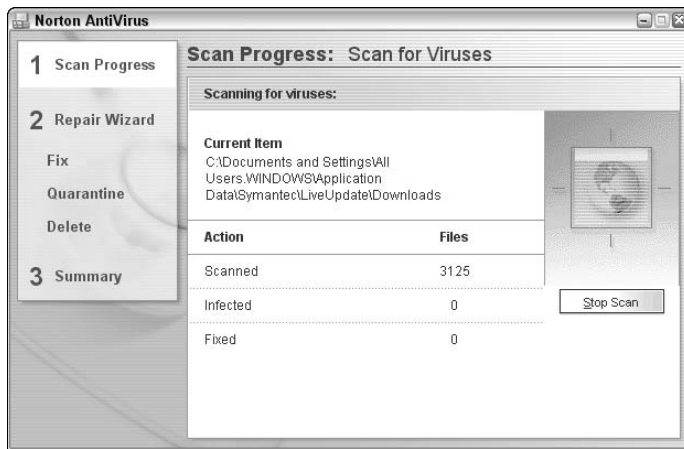 Norton AntiVirus
1 Scan Progress
2 Repair Wizard
Fix
Quarantine
Delete
3 Summary
Scan Progress: Scan for Viruses
Scanning for viruses:
Current Item
C:\Documents and Settings\All
Users.WINDOWS\Application
Data\Symantec\LiveUpdate\Downloads
Action Files
Scanned 3125
Infected 0
Fixed 0
Stop Scan